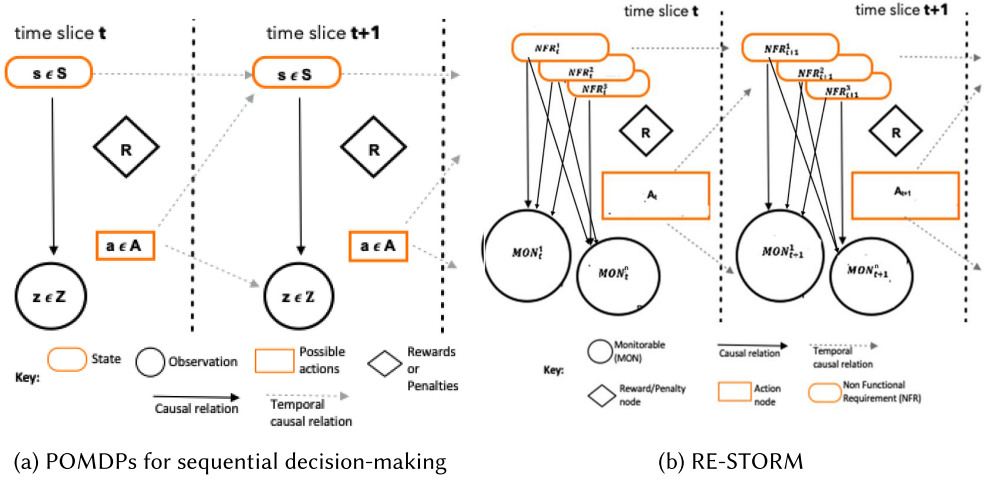 time slice t
time slice t+1
s ϵ S
s ϵ S
R
R
a ϵ A
a ϵ A
z ϵ Z
z ϵ Z
Key:
State
Observation
Possible
actions
Rewards
or
Penalties
Causal relation
Temporal
causal relation
(a) POMDPs for sequential decision-making
time slice t
time slice t+1
NFR¹ₜ
NFR²ₜ
NFR³ₜ
NFR¹ₜ₊₁
NFR²ₜ₊₁
NFR³ₜ₊₁
R
R
Aₜ
Aₜ₊₁
MON¹ₜ
MONⁿₜ
MON¹ₜ₊₁
MONⁿₜ₊₁
Key:
Monitorable
(MON)
Causal relation
Temporal
causal relation
Reward/Penalty
node
Action
node
Non Functional
Requirement (NFR)
(b) RE-STORM